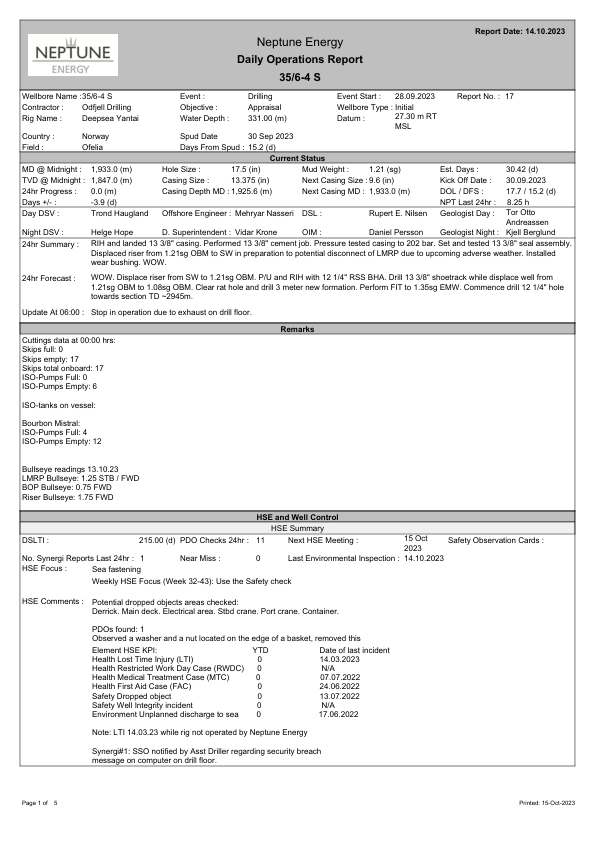 Report Date: 14.10.2023
NEPTUNE
ENERGY
Neptune Energy
Daily Operations Report
35/6-4 S
Wellbore Name : 35/6-4 S Event : Drilling Event Start : 28.09.2023 Report No. : 17
Contractor : Odfjell Drilling Objective : Appraisal Wellbore Type : Initial
Rig Name : Deepsea Yantai Water Depth : 331.00 (m) Datum : 27.30 m RT MSL
Country : Norway Spud Date 30 Sep 2023
Field : Ofelia Days From Spud : 15.2 (d)
Current Status
MD @ Midnight : 1,933.0 (m) Hole Size : 17.5 (in) Mud Weight : 1.21 (sg) Est. Days : 30.42 (d)
TVD @ Midnight : 1,847.0 (m) Casing Size : 13.375 (in) Next Casing Size : 9.6 (in) Kick Off Date : 30.09.2023
24hr Progress : 0.0 (m) Casing Depth MD : 1,925.6 (m) Next Casing MD : 1,933.0 (m) DOL / DFS : 17.7 / 15.2 (d)
Days +/- : -3.9 (d) NPT Last 24hr : 8.25 h
Day DSV : Trond Haugland Offshore Engineer : Mehryar Nasseri DSL : Rupert E. Nilsen Geologist Day : Tor Otto Andreassen
Night DSV : Helge Hope D. Supervisor : Vidar Krone OIM : Daniel Persson Geologist Night : Kjell Berglund
24hr Summary : RIH and landed 13 3/8" casing. Performed 13 3/8" cement job. Pressure tested casing to 202 bar. Set and tested 13 3/8" seal assembly.
Displaced riser from 1.21sg OBM to SW in preparation to potential disconnect of LMRP due to upcoming adverse weather. Installed
wear bushing. WOW.
24hr Forecast : WOW. Displace riser from SW to 1.21sg OBM. P/U and RIH with 12 1/4" RSS BHA. Drill 13 3/8" shoetrack while displace well from
1.21sg OBM to 1.08sg OBM. Clear rat hole and drill 3 meter new formation. Perform FIT to 1.35sg EMW. Commence drill 12 1/4" hole
towards section TD ~2945m.
Update At 06:00 : Stop in operation due to exhaust on drill floor.
Remarks
Cuttings data at 00:00 hrs:
Skips full: 0
Skips empty: 17
Skips total onboard: 17
ISO-Pumps Full: 0
ISO-Pumps Empty: 6
ISO-tanks on vessel:
Bourbon Mistral:
ISO-Pumps Full: 4
ISO-Pumps Empty: 12
Bullseye readings 13.10.23
LMRP Bullseye: 1.25 STB / FWD
BOP Bullseye: 0.75 FWD
Riser Bullseye: 1.75 FWD
HSE and Well Control
HSE Summary
DSLTI : 215.00 (d) PDO Checks 24hr : 11 Next HSE Meeting : 15 Oct 2023 Safety Observation Cards :
No. Synergi Reports Last 24hr : 1 Near Miss : 0 Last Environmental Inspection : 14.10.2023
HSE Focus : Sea fastening
Weekly HSE Focus (Week 32-43): Use the Safety check
HSE Comments : Potential dropped objects areas checked:
Derrick. Main deck. Electrical area. Stbd crane. Port crane. Container.
PDOs found: 1
Observed a washer and a nut located on the edge of a basket, removed this
Element HSE KPI: YTD Date of last incident
Health Lost Time Injury (LTI) 0 14.03.2023
Health Restricted Work Day Case (RWDC) 0 N/A
Health Medical Treatment Case (MTC) 0 07.07.2022
Health First Aid Case (FAC) 0 24.06.2022
Safety Dropped object 0 13.07.2022
Safety Well Integrity incident 0 N/A
Environment Unplanned discharge to sea 0 17.06.2022
Note: LTI 14.03.23 while rig not operated by Neptune Energy
Synergi#1: SSO notified by Asst Driller regarding security breach
message on computer on drill floor.
Page 1 of 5 Printed: 15-Oct-2023